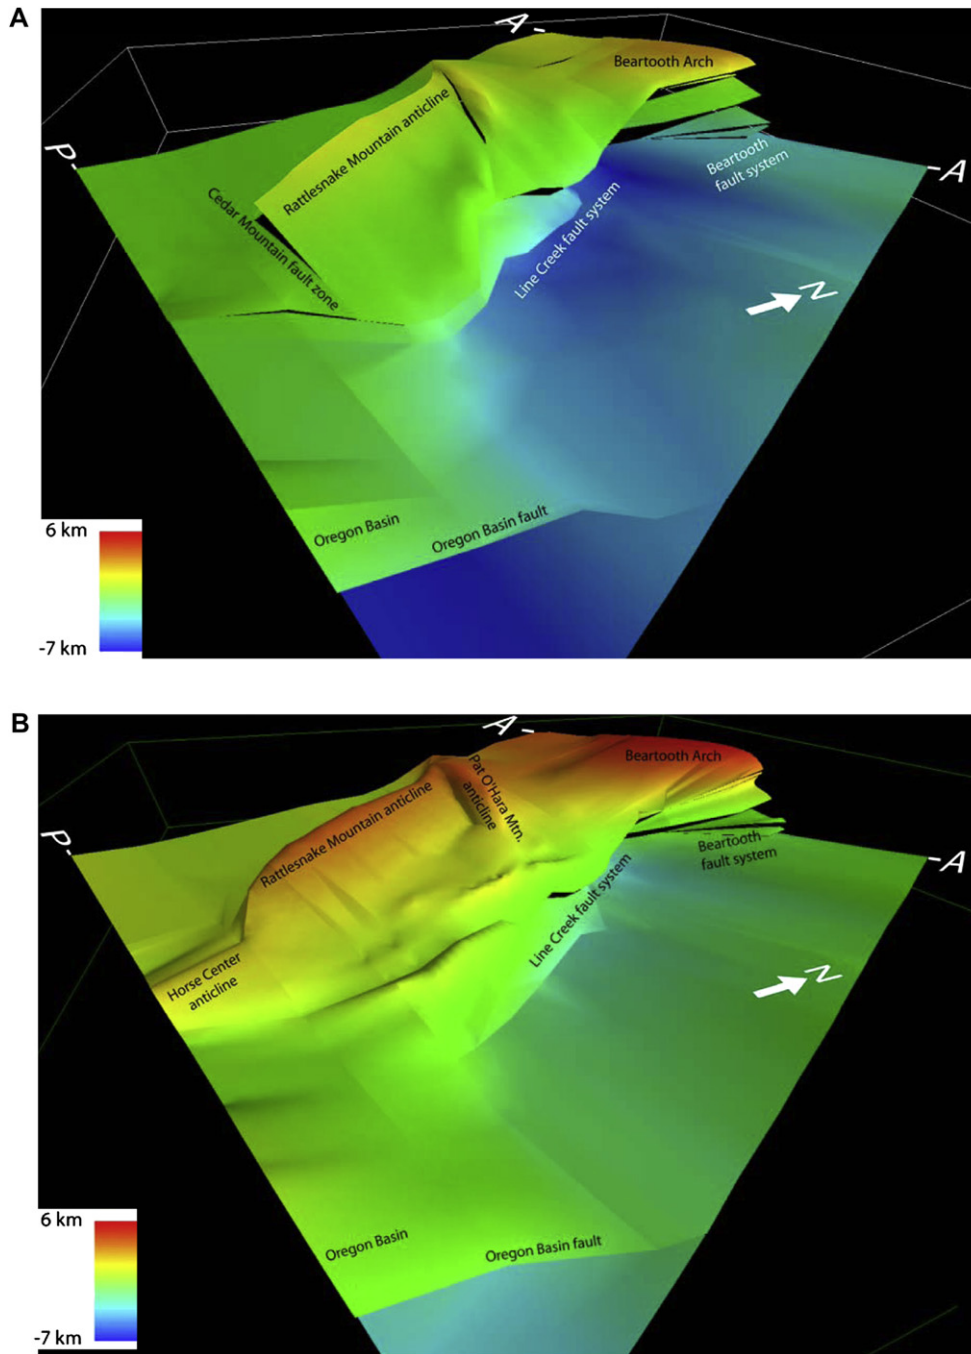 A
A
Beartooth Arch
Rattlesnake Mountain anticline
P
Beartooth
fault system
A
Cedar Mountain fault zone
Line Creek fault system
N
Oregon Basin
Oregon Basin fault
6 km
-7 km
B
A
Beartooth Arch
Pat O'Hara Mtn.
anticline
Rattlesnake Mountain anticline
P
Beartooth
fault system
A
Line Creek fault system
Horse Center
anticline
N
Oregon Basin
Oregon Basin fault
6 km
-7 km